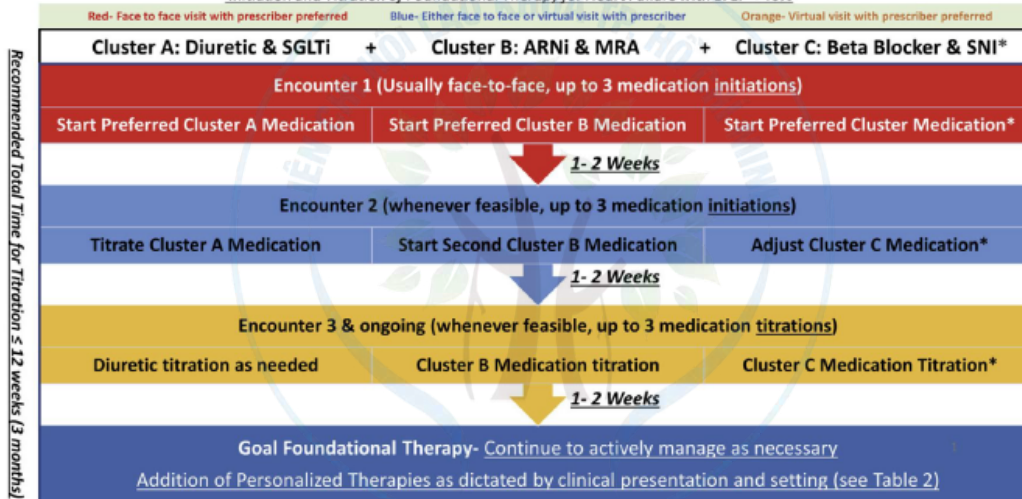 Red- Face to face visit with prescriber preferred
Blue- Either face to face or virtual visit with prescriber
Orange- Virtual visit with prescriber preferred
Cluster A: Diuretic & SGLTi + Cluster B: ARNi & MRA + Cluster C: Beta Blocker & SNI*
Recommended Total Time for Titration ≤ 12 weeks (3 months)
Encounter 1 (Usually face-to-face, up to 3 medication initiations)
Start Preferred Cluster A Medication
Start Preferred Cluster B Medication
Start Preferred Cluster Medication*
1- 2 Weeks
Encounter 2 (whenever feasible, up to 3 medication initiations)
Titrate Cluster A Medication
Start Second Cluster B Medication
Adjust Cluster C Medication*
1- 2 Weeks
Encounter 3 & ongoing (whenever feasible, up to 3 medication titrations)
Diuretic titration as needed
Cluster B Medication titration
Cluster C Medication Titration*
1- 2 Weeks
Goal Foundational Therapy- Continue to actively manage as necessary
Addition of Personalized Therapies as dictated by clinical presentation and setting (see Table 2)